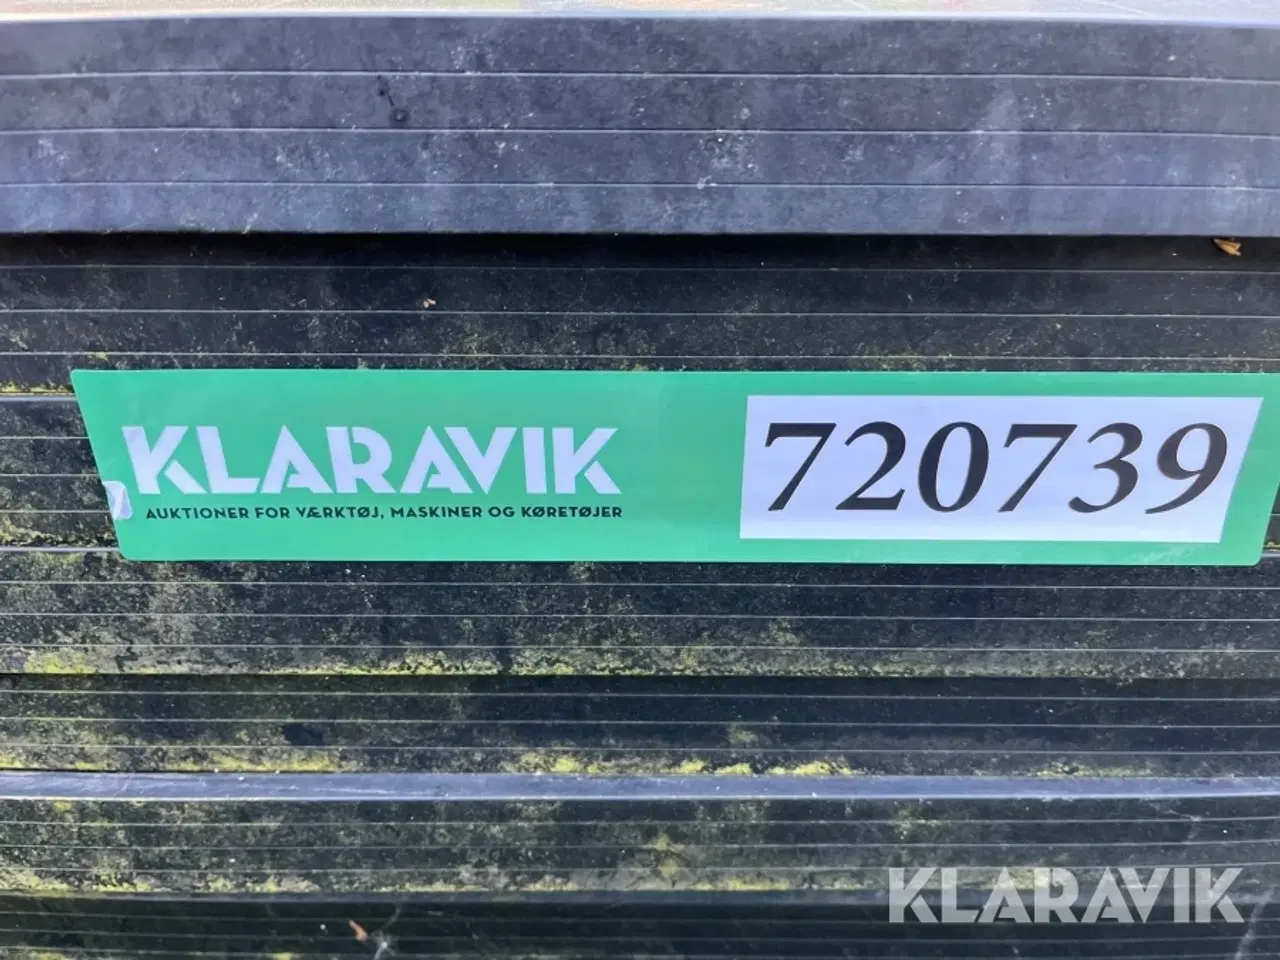 KLARAVIK
AUKTIONER FOR VÆRKTØJ, MASKINER OG KØRETØJER
720739
KLARAVIK